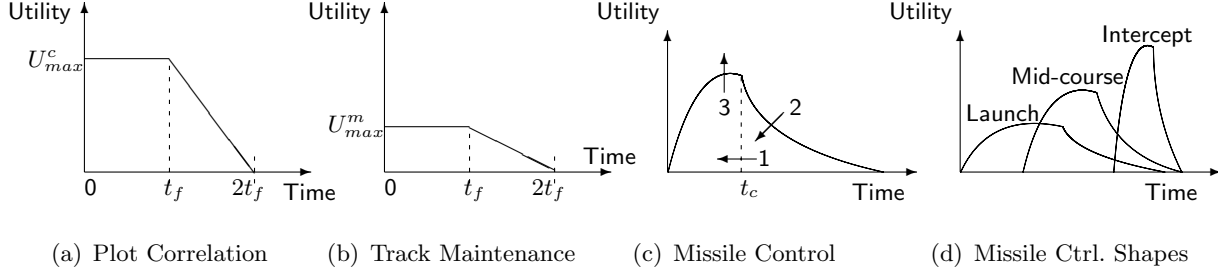 Utility
U^c_max
0
t_f
2t_f
Time
(a) Plot Correlation
Utility
U^m_max
0
t_f
2t_f
Time
(b) Track Maintenance
Utility
3
2
1
t_c
Time
(c) Missile Control
Utility
Intercept
Mid-course
Launch
Time
(d) Missile Ctrl. Shapes